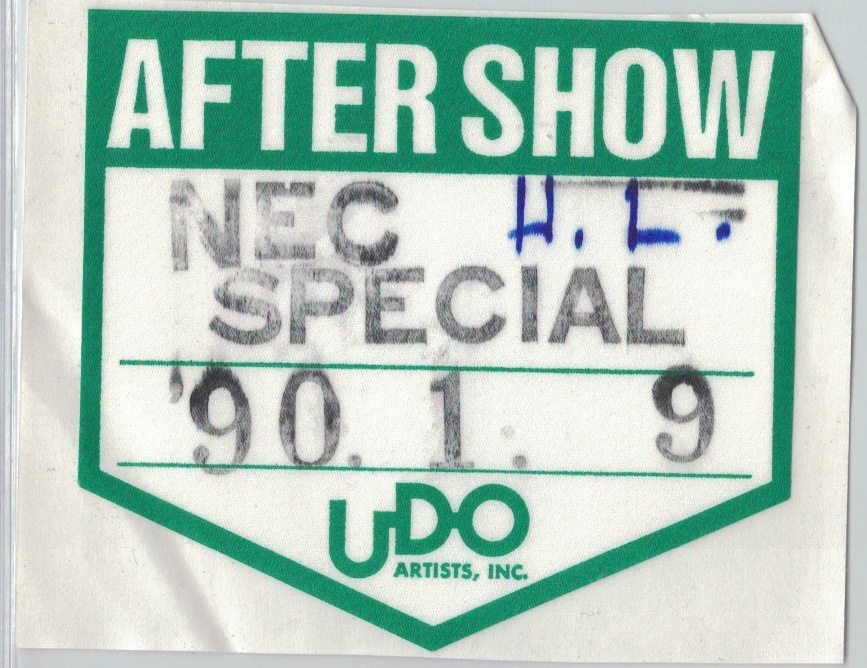 AFTER SHOW
NEC H. L.
SPECIAL
'90. 1. 9
UDO
ARTISTS, INC.